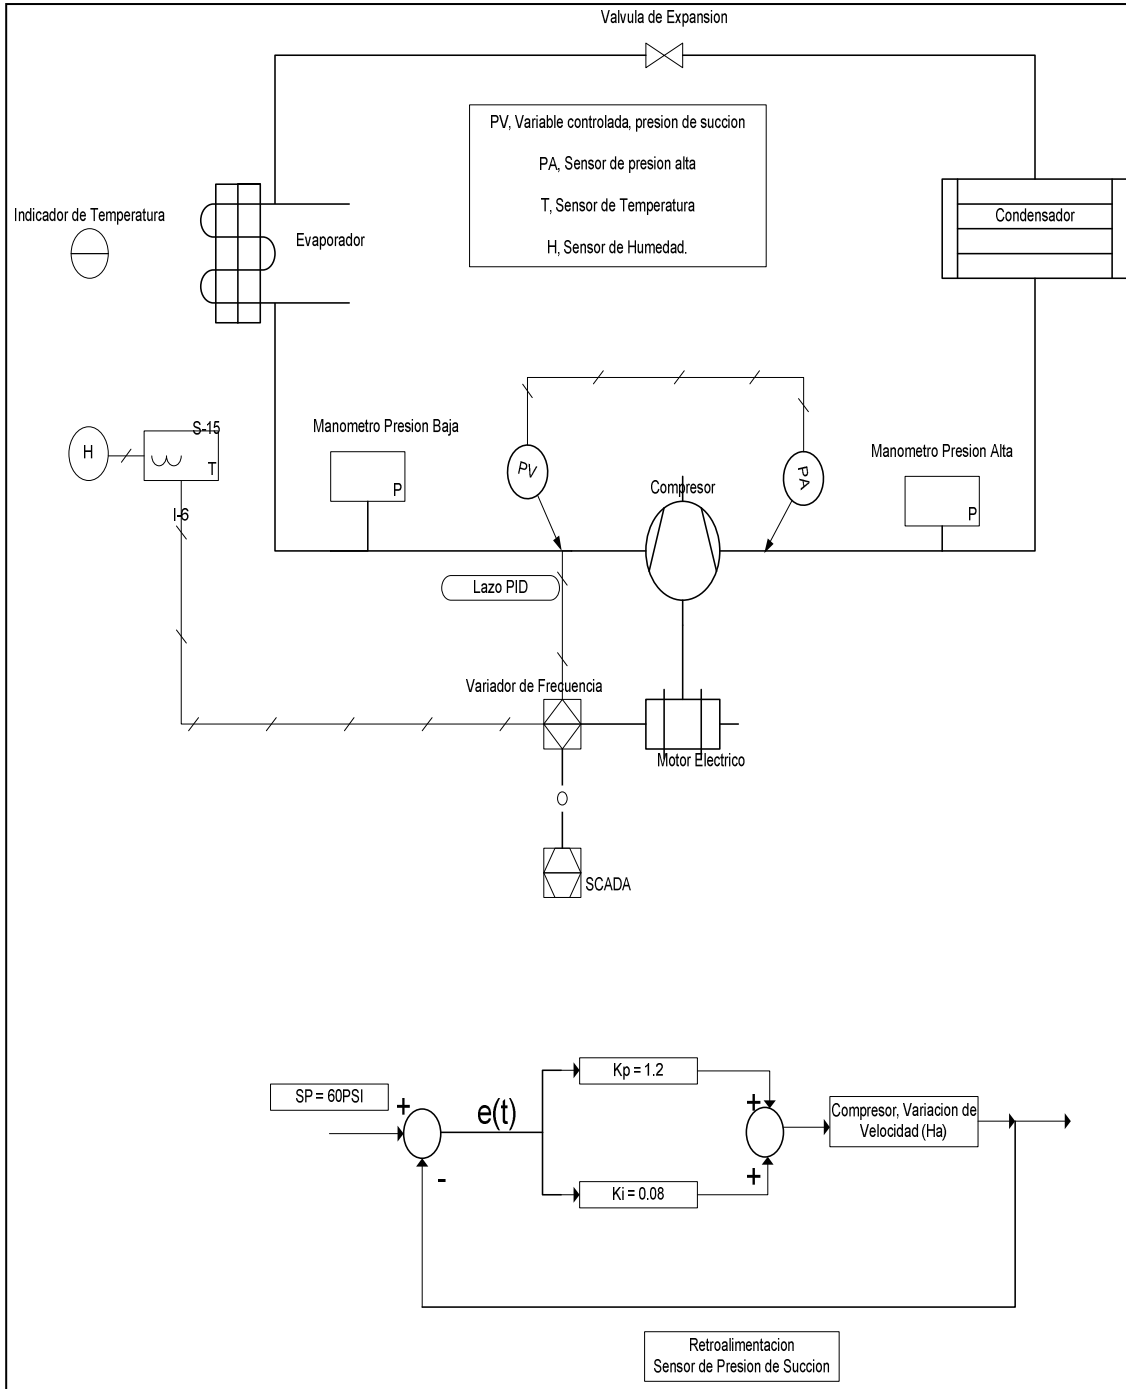 Valvula de Expansion
PV, Variable controlada, presion de succion
PA, Sensor de presion alta
T, Sensor de Temperatura
H, Sensor de Humedad.
Indicador de Temperatura
Evaporador
Condensador
H
S-15
T
I-6
Manometro Presion Baja
P
PV
PA
Compresor
Manometro Presion Alta
P
Lazo PID
Variador de Frecuencia
Motor Electrico
SCADA
SP = 60PSI
+
-
e(t)
Kp = 1.2
Ki = 0.08
+
+
Compresor, Variacion de
Velocidad (Ha)
Retroalimentacion
Sensor de Presion de Succion